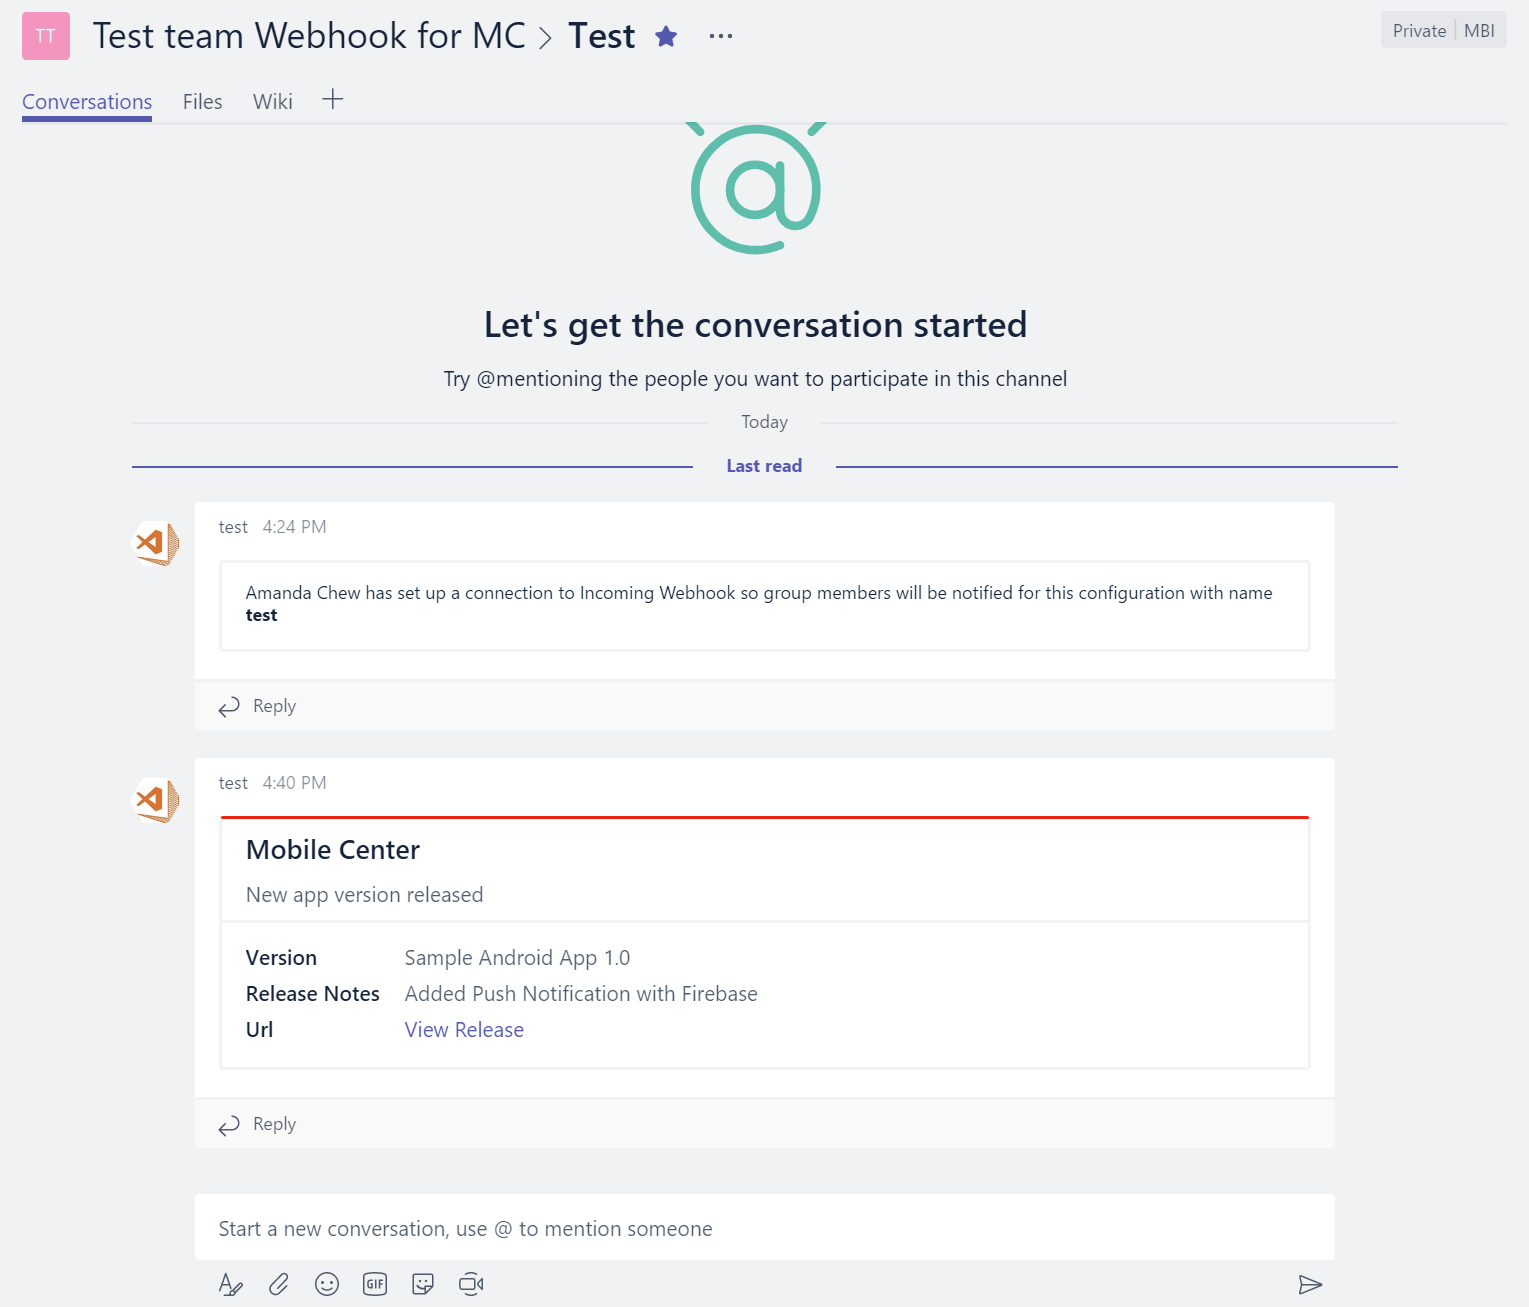 TT Test team Webhook for MC > Test ... Private | MBI
Conversations Files Wiki +
@
Let's get the conversation started
Try @mentioning the people you want to participate in this channel
Today
Last read
test 4:24 PM
Amanda Chew has set up a connection to Incoming Webhook so group members will be notified for this configuration with name
test
Reply
test 4:40 PM
Mobile Center
New app version released
Version Sample Android App 1.0
Release Notes Added Push Notification with Firebase
Url View Release
Reply
Start a new conversation, use @ to mention someone
GIF